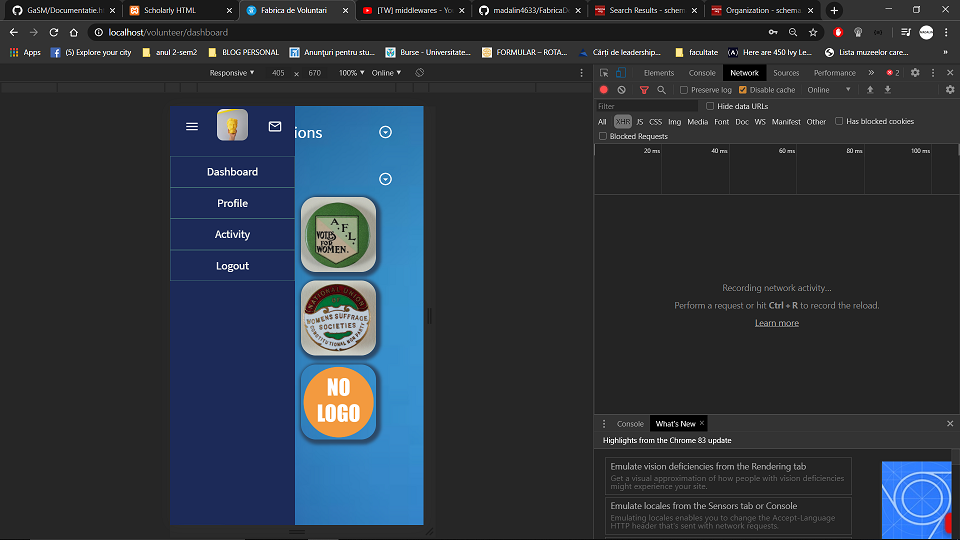 GaSM/Documentatie.h
Scholarly HTML
Fabrica de Voluntari
[TW] middlewares - Yo
madalin4633/FabricaDe
Search Results - schem
Organization - schema
localhost/volunteer/dashboard
Apps
(5) Explore your city
anul 2-sem2
BLOG PERSONAL
Anunțuri pentru stu...
Burse - Universitate...
FORMULAR – ROTA...
Cărți de leadership...
facultate
Here are 450 Ivy Le...
Lista muzeelor care...
»
Responsive ▼ 405 × 670 100% ▼ Online ▼
Elements Console Network Sources Performance » 2
Preserve log Disable cache Online ▼
Filter Hide data URLs
All XHR JS CSS Img Media Font Doc WS Manifest Other Has blocked cookies
Blocked Requests
20 ms 40 ms 60 ms 80 ms 100 ms
ions
Dashboard
Profile
Activity
Logout
A F L
VOTES
FOR
WOMEN.
NATIONAL UNION
WOMENS SUFFRAGE
SOCIETIES
NO
LOGO
Recording network activity...
Perform a request or hit Ctrl + R to record the reload.
Learn more
Console What's New ×
Highlights from the Chrome 83 update
Emulate vision deficiencies from the Rendering tab
Get a visual approximation of how people with vision deficiencies
might experience your site.
Emulate locales from the Sensors tab or Console
Emulating locales enables you to change the Accept-Language
HTTP header that's sent with network requests.